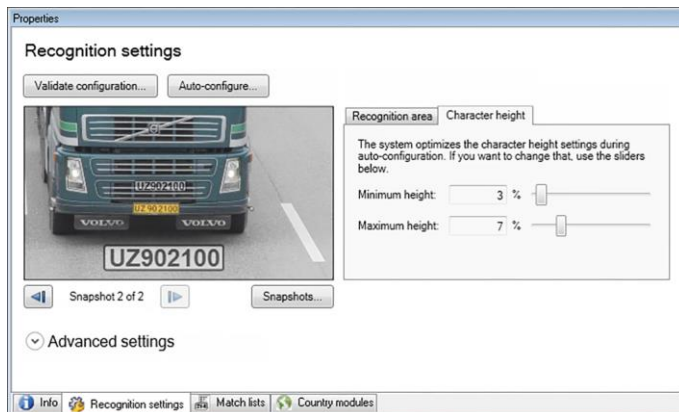 Properties
Recognition settings
Validate configuration...
Auto-configure...
UZ902100
UZ902100
VOLVO VOLVO
UZ902100
Snapshot 2 of 2
Snapshots...
Recognition area
Character height
The system optimizes the character height settings during
auto-configuration. If you want to change that, use the sliders
below.
Minimum height: 3 %
Maximum height: 7 %
Advanced settings
Info
Recognition settings
Match lists
Country modules